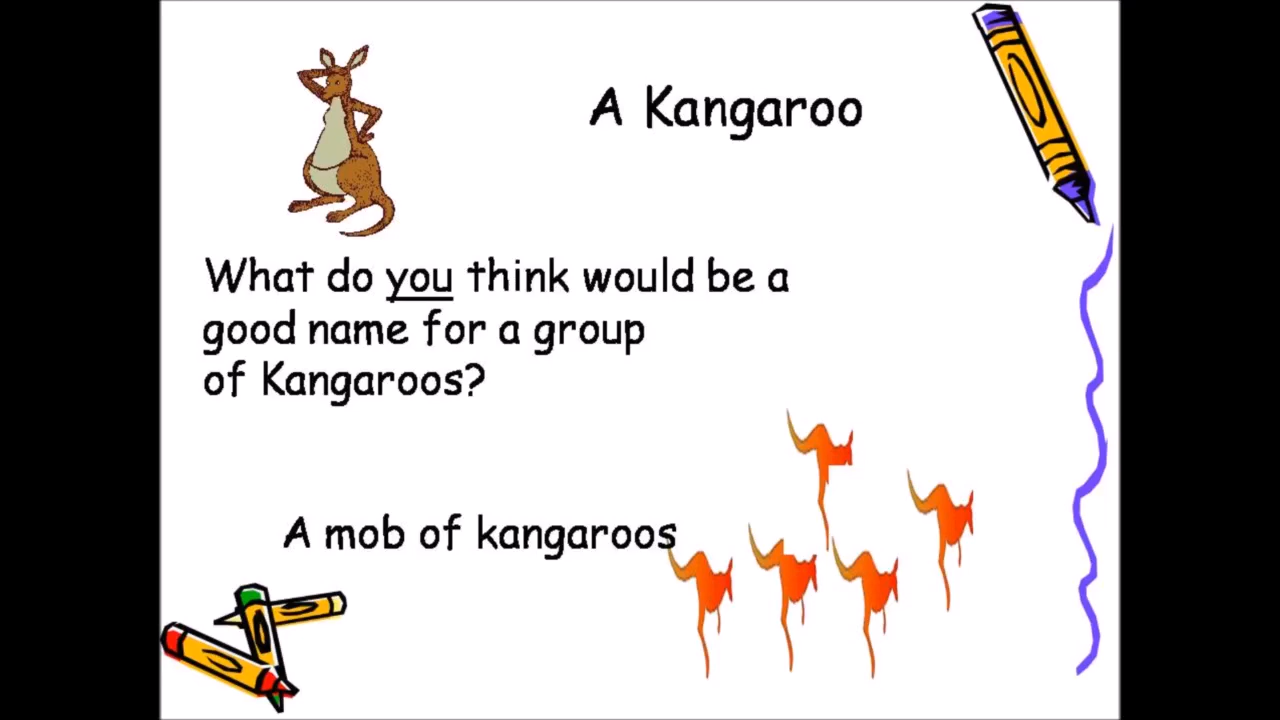 A Kangaroo
What do you think would be a
good name for a group
of Kangaroos?
A mob of kangaroos